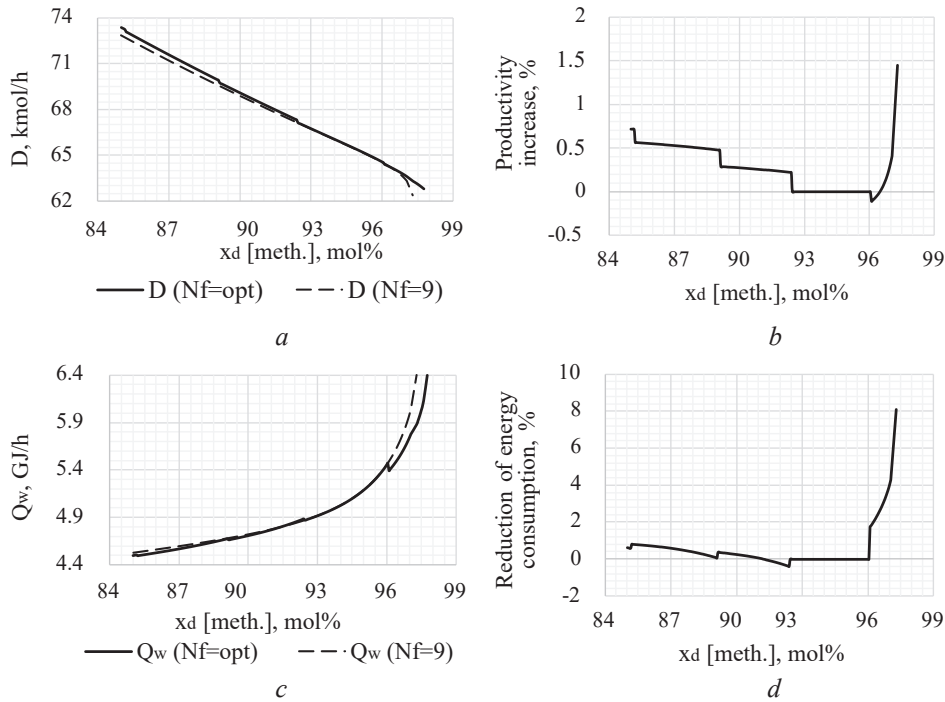 D, kmol/h
74
71
68
65
62
84 87 90 93 96 99
xd [meth.], mol%
D (Nf=opt) D (Nf=9)
a
Productivity
increase, %
2
1.5
1
0.5
0
-0.5
84 87 90 93 96 99
xd [meth.], mol%
b
Qw, GJ/h
6.4
5.9
5.4
4.9
4.4
84 87 90 93 96 99
xd [meth.], mol%
Qw (Nf=opt) Qw (Nf=9)
c
Reduction of energy
consumption, %
10
8
6
4
2
0
-2
84 87 90 93 96 99
xd [meth.], mol%
d